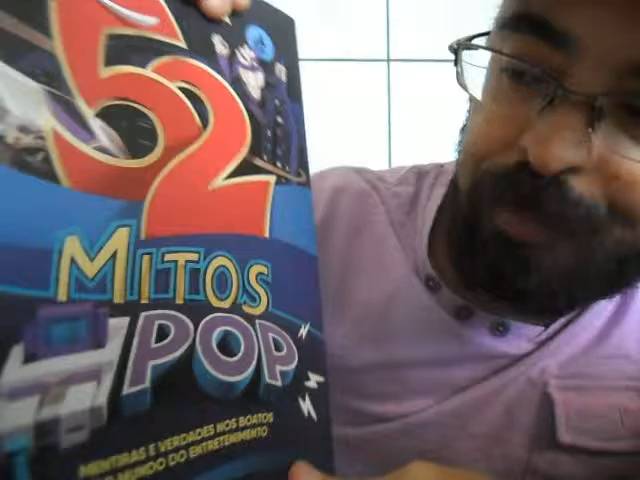 52
MITOS
POP
MENTIRAS E VERDADES NOS BOATOS
MUNDO DO ENTRETENIMENTO